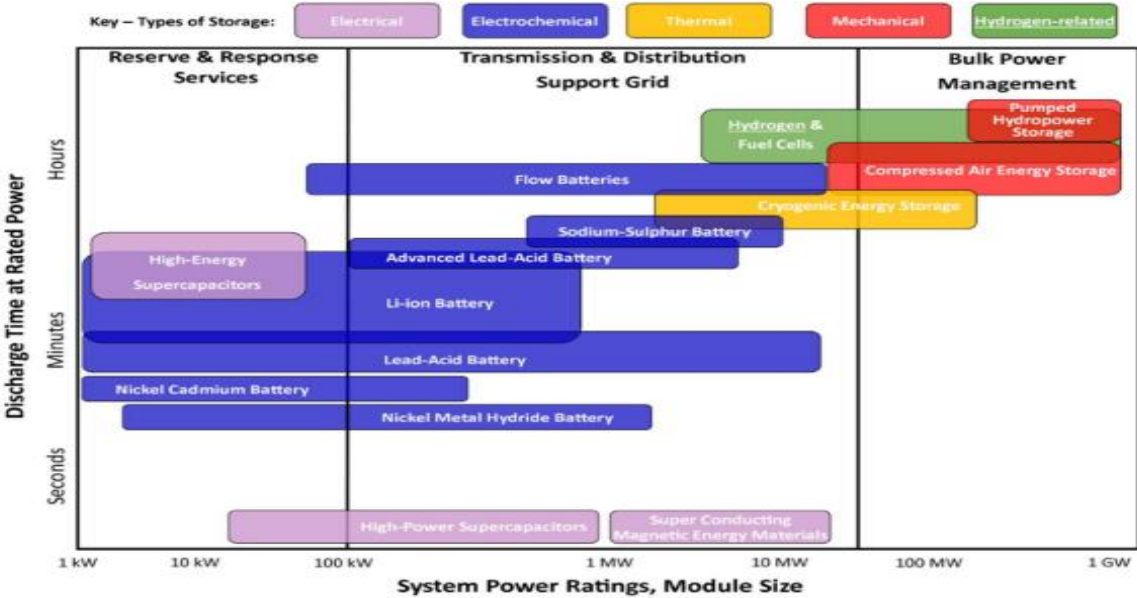 Key – Types of Storage: Electrical Electrochemical Thermal Mechanical Hydrogen-related
Reserve & Response
Services
Transmission & Distribution
Support Grid
Bulk Power
Management
Pumped
Hydropower
Storage
Hydrogen &
Fuel Cells
Compressed Air Energy Storage
Flow Batteries
Cryogenic Energy Storage
Sodium-Sulphur Battery
Advanced Lead-Acid Battery
High-Energy
Supercapacitors
Li-ion Battery
Lead-Acid Battery
Nickel Cadmium Battery
Nickel Metal Hydride Battery
High-Power Supercapacitors
Super Conducting
Magnetic Energy Materials
Discharge Time at Rated Power
Hours
Minutes
Seconds
1 kW 10 kW 100 kW 1 MW 10 MW 100 MW 1 GW
System Power Ratings, Module Size